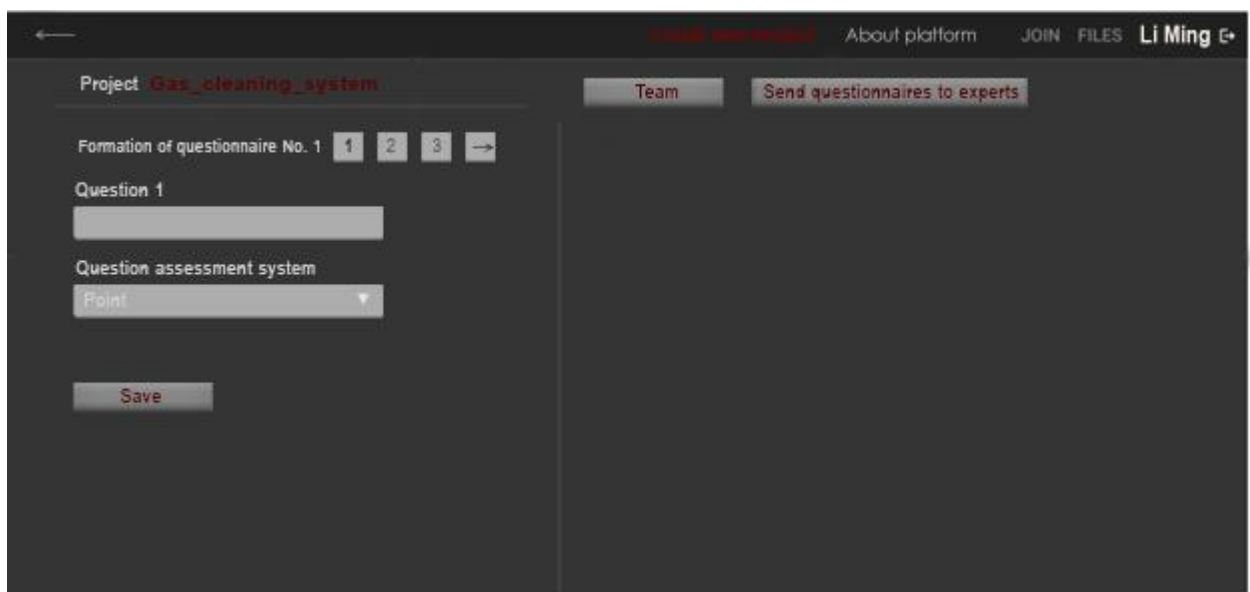 ← About platform JOIN FILES Li Ming
Project Gas_cleaning_system
Team Send questionnaires to experts
Formation of questionnaire No. 1 1 2 3 →
Question 1
Question assessment system
Point ▼
Save